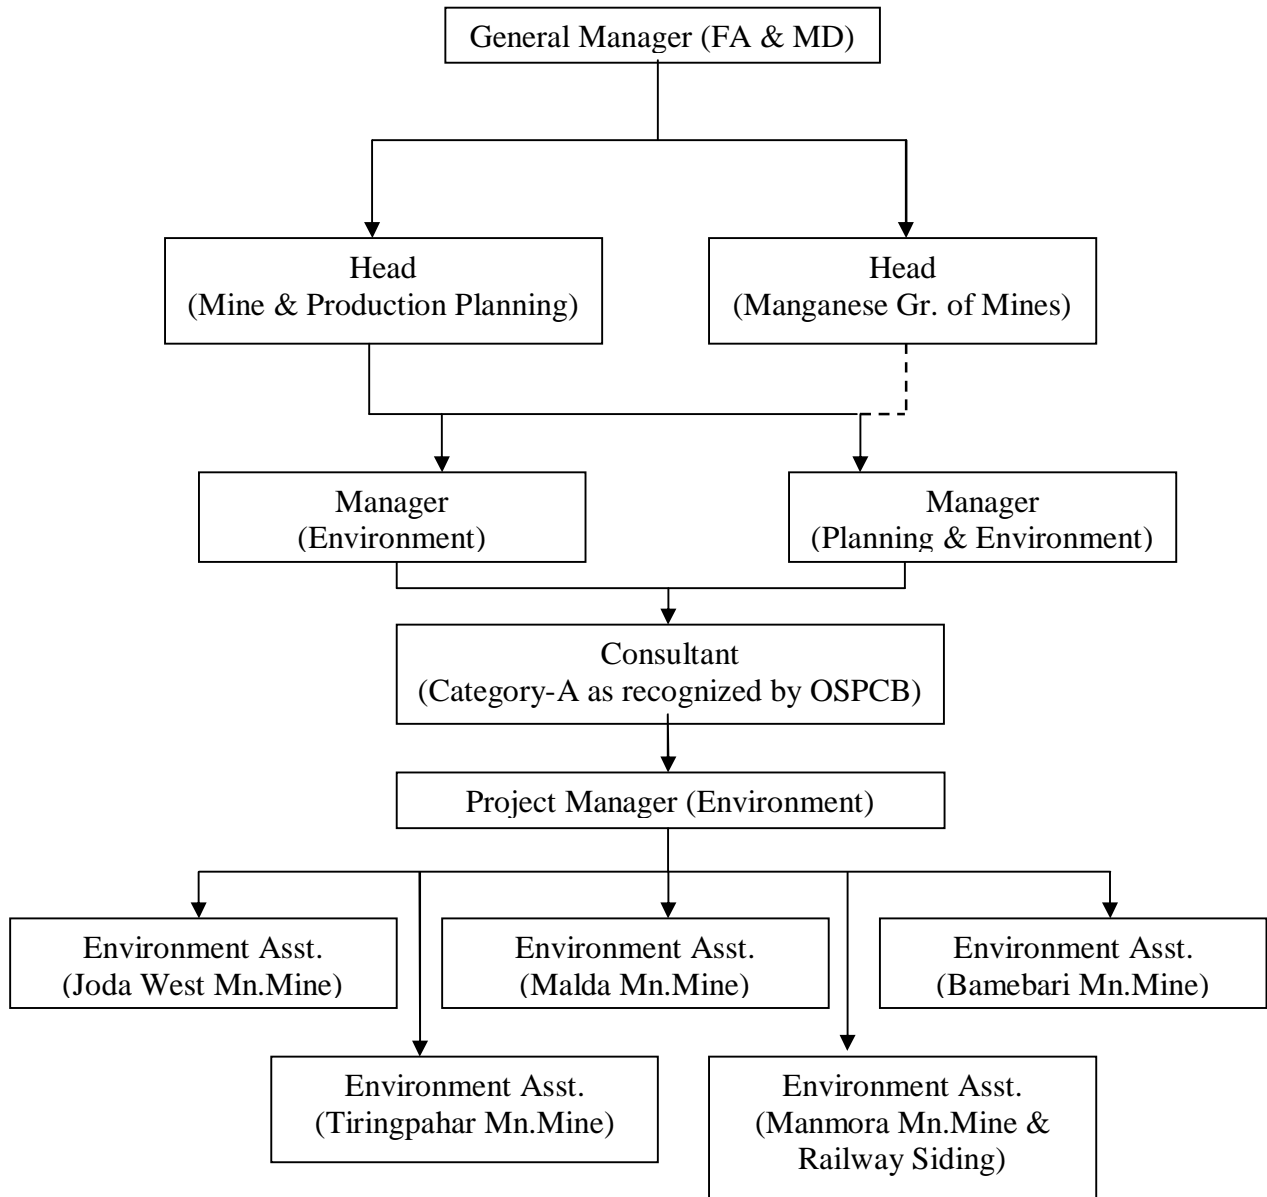 General Manager (FA & MD)
Head
(Mine & Production Planning)
Head
(Manganese Gr. of Mines)
Manager
(Environment)
Manager
(Planning & Environment)
Consultant
(Category-A as recognized by OSPCB)
Project Manager (Environment)
Environment Asst.
(Joda West Mn.Mine)
Environment Asst.
(Malda Mn.Mine)
Environment Asst.
(Bamebari Mn.Mine)
Environment Asst.
(Tiringpahar Mn.Mine)
Environment Asst.
(Manmora Mn.Mine &
Railway Siding)